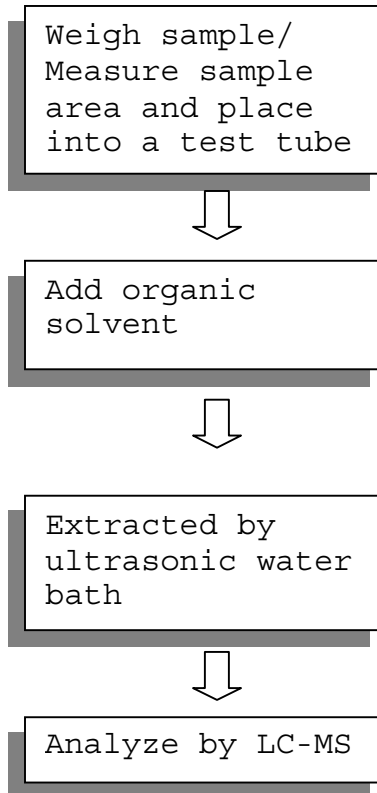 Weigh sample/
Measure sample
area and place
into a test tube
Add organic
solvent
Extracted by
ultrasonic water
bath
Analyze by LC-MS